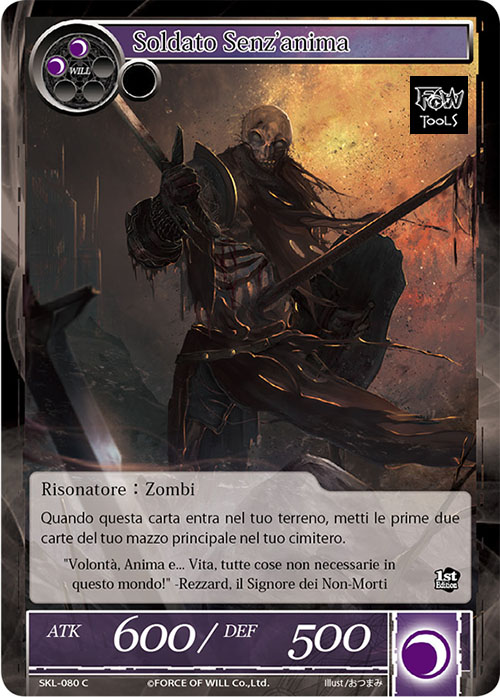 Soldato Senz'anima
WILL
FOW
TOOLS
Risonatore : Zombi
Quando questa carta entra nel tuo terreno, metti le prime due
carte del tuo mazzo principale nel tuo cimitero.
"Volontà, Anima e... Vita, tutte cose non necessarie in
questo mondo!" -Rezzard, il Signore dei Non-Morti
1st
Edition
ATK 600/ DEF 500
SKL-080 C ©FORCE OF WILL Co.,Ltd. Illust/おつまみ